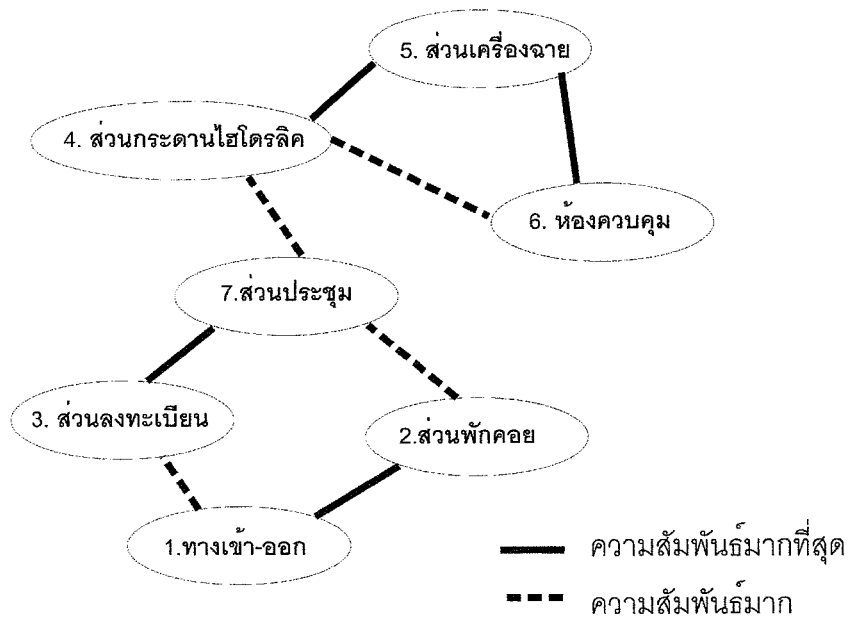 5. ส่วนเครื่องฉาย
4. ส่วนกระดานไฮโดรลิค
6. ห้องควบคุม
7.ส่วนประชุม
3. ส่วนลงทะเบียน
2.ส่วนพักคอย
1.ทางเข้า-ออก
ความสัมพันธ์มากที่สุด
ความสัมพันธ์มาก